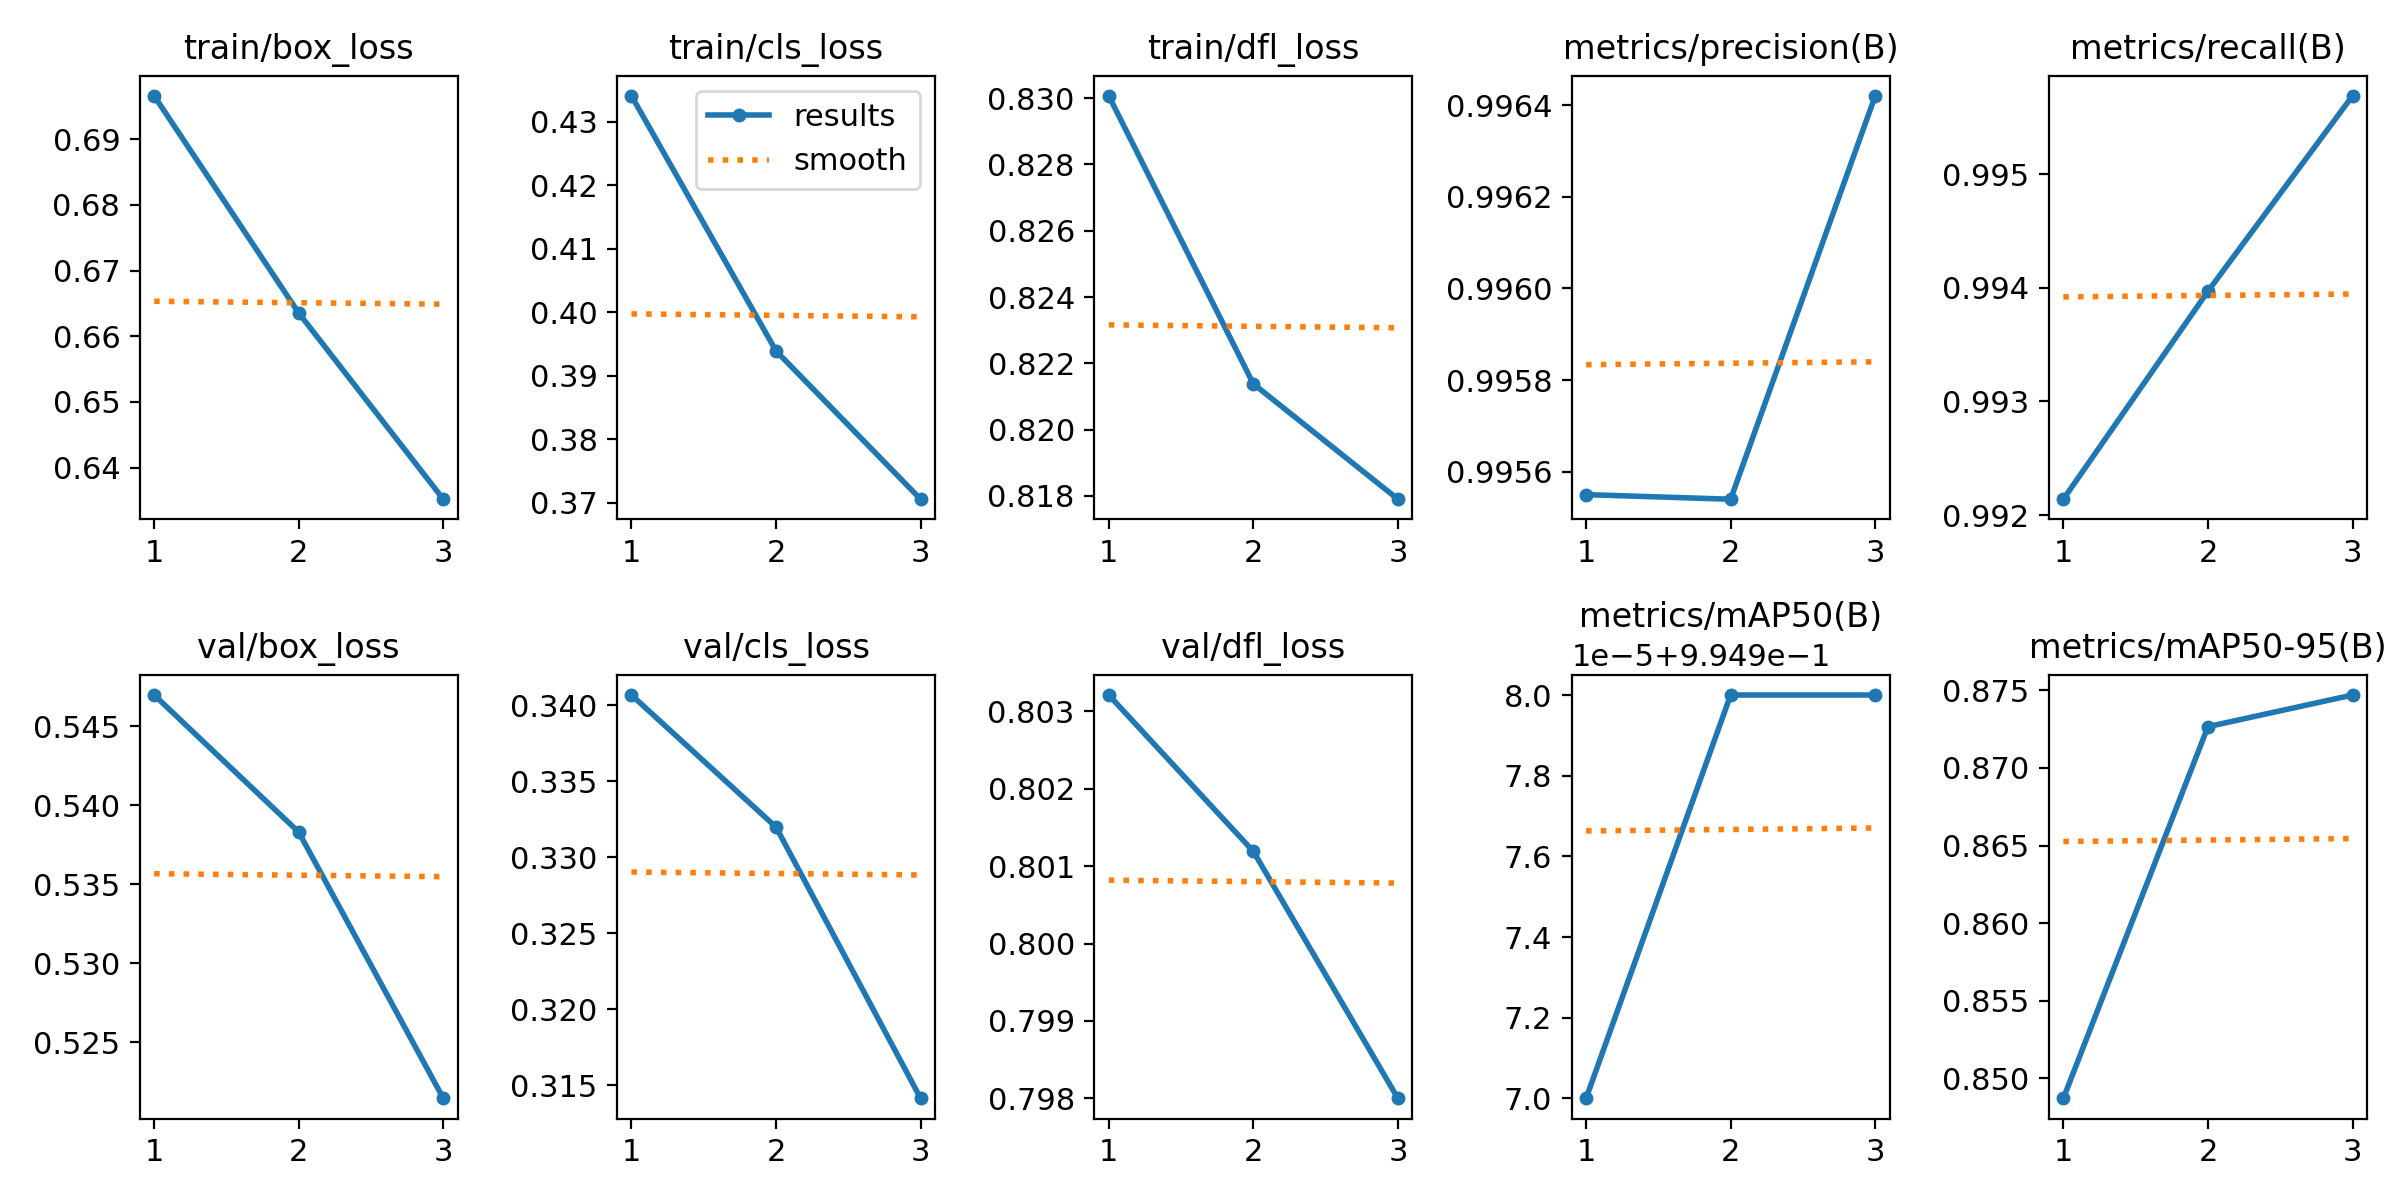 train/box_loss
0.69
0.68
0.67
0.66
0.65
0.64
1 2 3
train/cls_loss
results
smooth
0.43
0.42
0.41
0.40
0.39
0.38
0.37
1 2 3
train/dfl_loss
0.830
0.828
0.826
0.824
0.822
0.820
0.818
1 2 3
metrics/precision(B)
0.9964
0.9962
0.9960
0.9958
0.9956
1 2 3
metrics/recall(B)
0.995
0.994
0.993
0.992
1 2 3
val/box_loss
0.545
0.540
0.535
0.530
0.525
1 2 3
val/cls_loss
0.340
0.335
0.330
0.325
0.320
0.315
1 2 3
val/dfl_loss
0.803
0.802
0.801
0.800
0.799
0.798
1 2 3
metrics/mAP50(B)
1e−5+9.949e−1
8.0
7.8
7.6
7.4
7.2
7.0
1 2 3
metrics/mAP50-95(B)
0.875
0.870
0.865
0.860
0.855
0.850
1 2 3